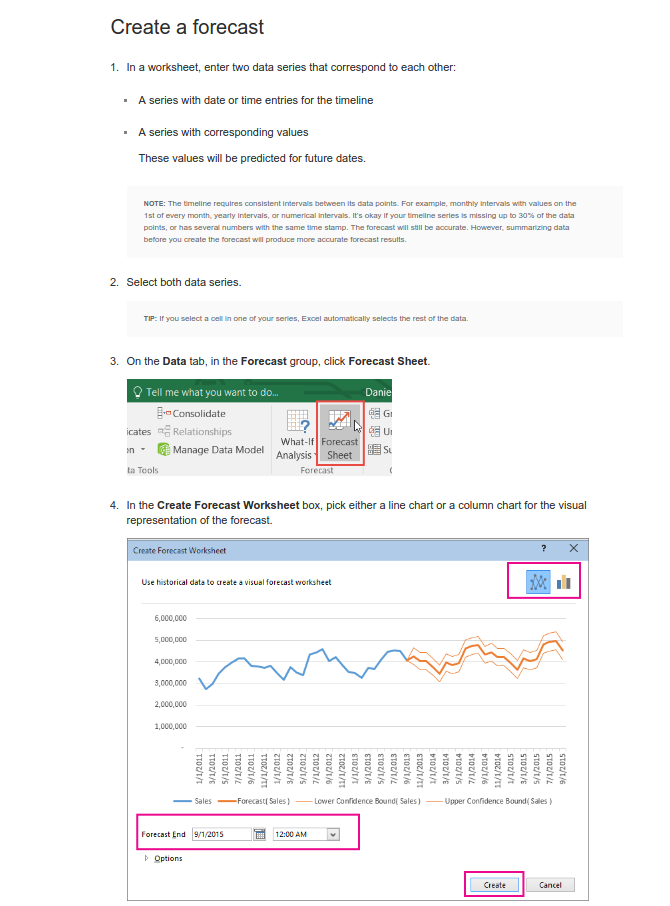 Create a forecast
1. In a worksheet, enter two data series that correspond to each other:
▪ A series with date or time entries for the timeline
▪ A series with corresponding values
These values will be predicted for future dates.
NOTE: The timeline requires consistent intervals between its data points. For example, monthly intervals with values on the
1st of every month, yearly intervals, or numerical intervals. It's okay if your timeline series is missing up to 30% of the data
points, or has several numbers with the same time stamp. The forecast will still be accurate. However, summarizing data
before you create the forecast will produce more accurate forecast results.
2. Select both data series.
TIP: If you select a cell in one of your series, Excel automatically selects the rest of the data.
3. On the Data tab, in the Forecast group, click Forecast Sheet.
Tell me what you want to do... Danie
Consolidate Gr
icates Relationships What-If Forecast Ur
n Manage Data Model Analysis Sheet Su
ta Tools Forecast
4. In the Create Forecast Worksheet box, pick either a line chart or a column chart for the visual
representation of the forecast.
Create Forecast Worksheet ? X
Use historical data to create a visual forecast worksheet
6,000,000
5,000,000
4,000,000
3,000,000
2,000,000
1,000,000
-
1/1/2011 3/1/2011 5/1/2011 7/1/2011 9/1/2011 11/1/2011 1/1/2012 3/1/2012 5/1/2012 7/1/2012 9/1/2012 11/1/2012 1/1/2013 3/1/2013 5/1/2013 7/1/2013 9/1/2013 11/1/2013 1/1/2014 3/1/2014 5/1/2014 7/1/2014 9/1/2014 11/1/2014 1/1/2015 3/1/2015 5/1/2015 7/1/2015 9/1/2015
Sales Forecast( Sales ) Lower Confidence Bound( Sales ) Upper Confidence Bound( Sales )
Forecast End 9/1/2015 12:00 AM
Options
Create Cancel